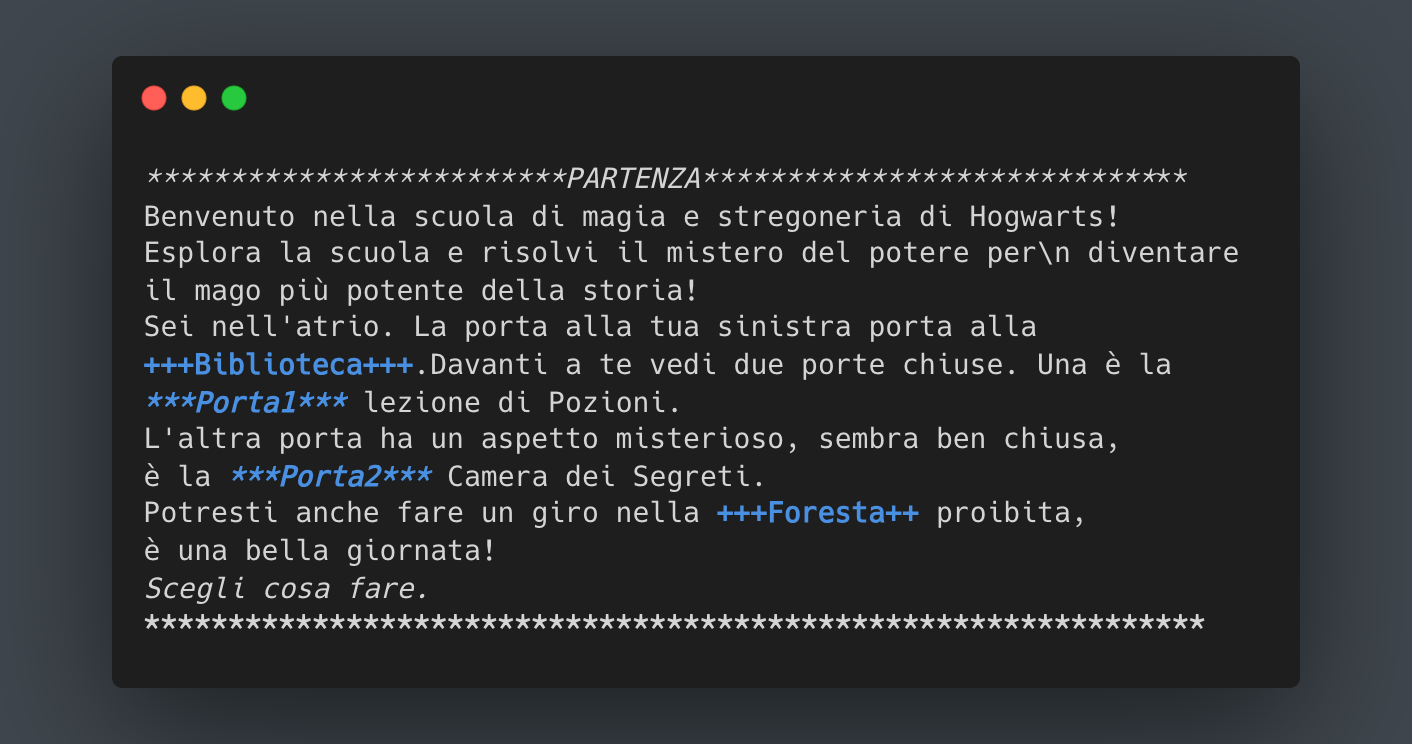 *************************PARTENZA*****************************
Benvenuto nella scuola di magia e stregoneria di Hogwarts!
Esplora la scuola e risolvi il mistero del potere per\n diventare
il mago più potente della storia!
Sei nell'atrio. La porta alla tua sinistra porta alla
+++Biblioteca+++.Davanti a te vedi due porte chiuse. Una è la
***Porta1*** lezione di Pozioni.
L'altra porta ha un aspetto misterioso, sembra ben chiusa,
è la ***Porta2*** Camera dei Segreti.
Potresti anche fare un giro nella +++Foresta++ proibita,
è una bella giornata!
Scegli cosa fare.
***************************************************************